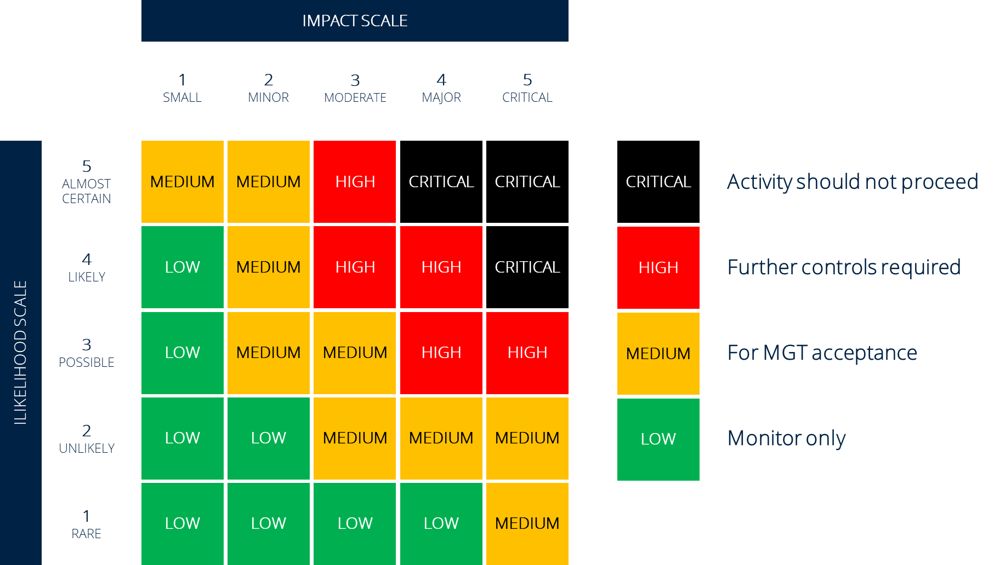 IMPACT SCALE
1 2 3 4 5
SMALL MINOR MODERATE MAJOR CRITICAL
ILIKELIHOOD SCALE
5
ALMOST
CERTAIN
MEDIUM MEDIUM HIGH CRITICAL CRITICAL
CRITICAL Activity should not proceed
4
LIKELY
LOW MEDIUM HIGH HIGH CRITICAL
HIGH Further controls required
3
POSSIBLE
LOW MEDIUM MEDIUM HIGH HIGH
MEDIUM For MGT acceptance
2
UNLIKELY
LOW LOW MEDIUM MEDIUM MEDIUM
LOW Monitor only
1
RARE
LOW LOW LOW LOW MEDIUM